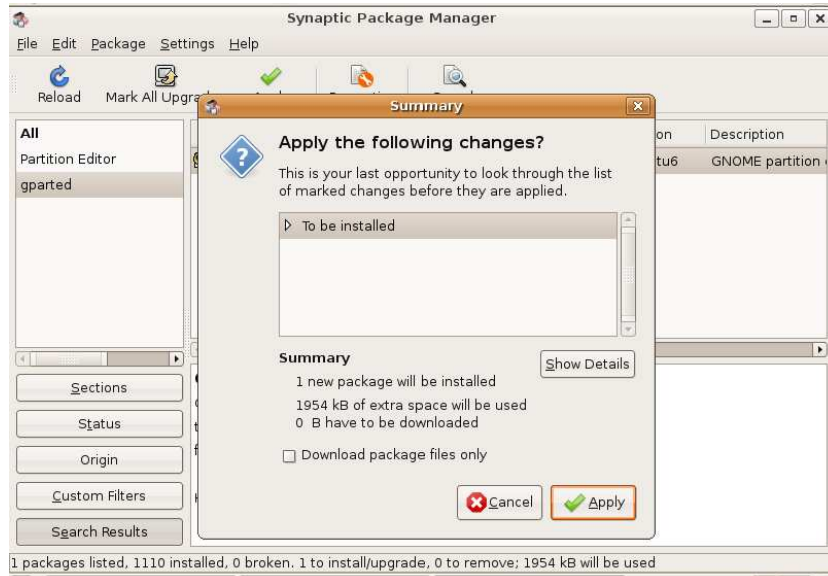 Synaptic Package Manager
File Edit Package Settings Help
Reload Mark All Upgra
Summary
All
Partition Editor
gparted
on Description
tu6 GNOME partition
Apply the following changes?
This is your last opportunity to look through the list
of marked changes before they are applied.
To be installed
Summary
Show Details
1 new package will be installed
1954 kB of extra space will be used
0 B have to be downloaded
Download package files only
Cancel Apply
Sections
Status
Origin
Custom Filters
Search Results
1 packages listed, 1110 installed, 0 broken. 1 to install/upgrade, 0 to remove; 1954 kB will be used